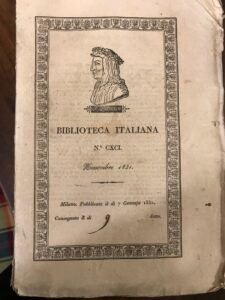 BIBLIOTECA ITALIANA
N.° CXCI.
Novembre 1831.
Milano. Pubblicato il dì 7 Gennajo 1832.
Consegnato il dì 9 detto.